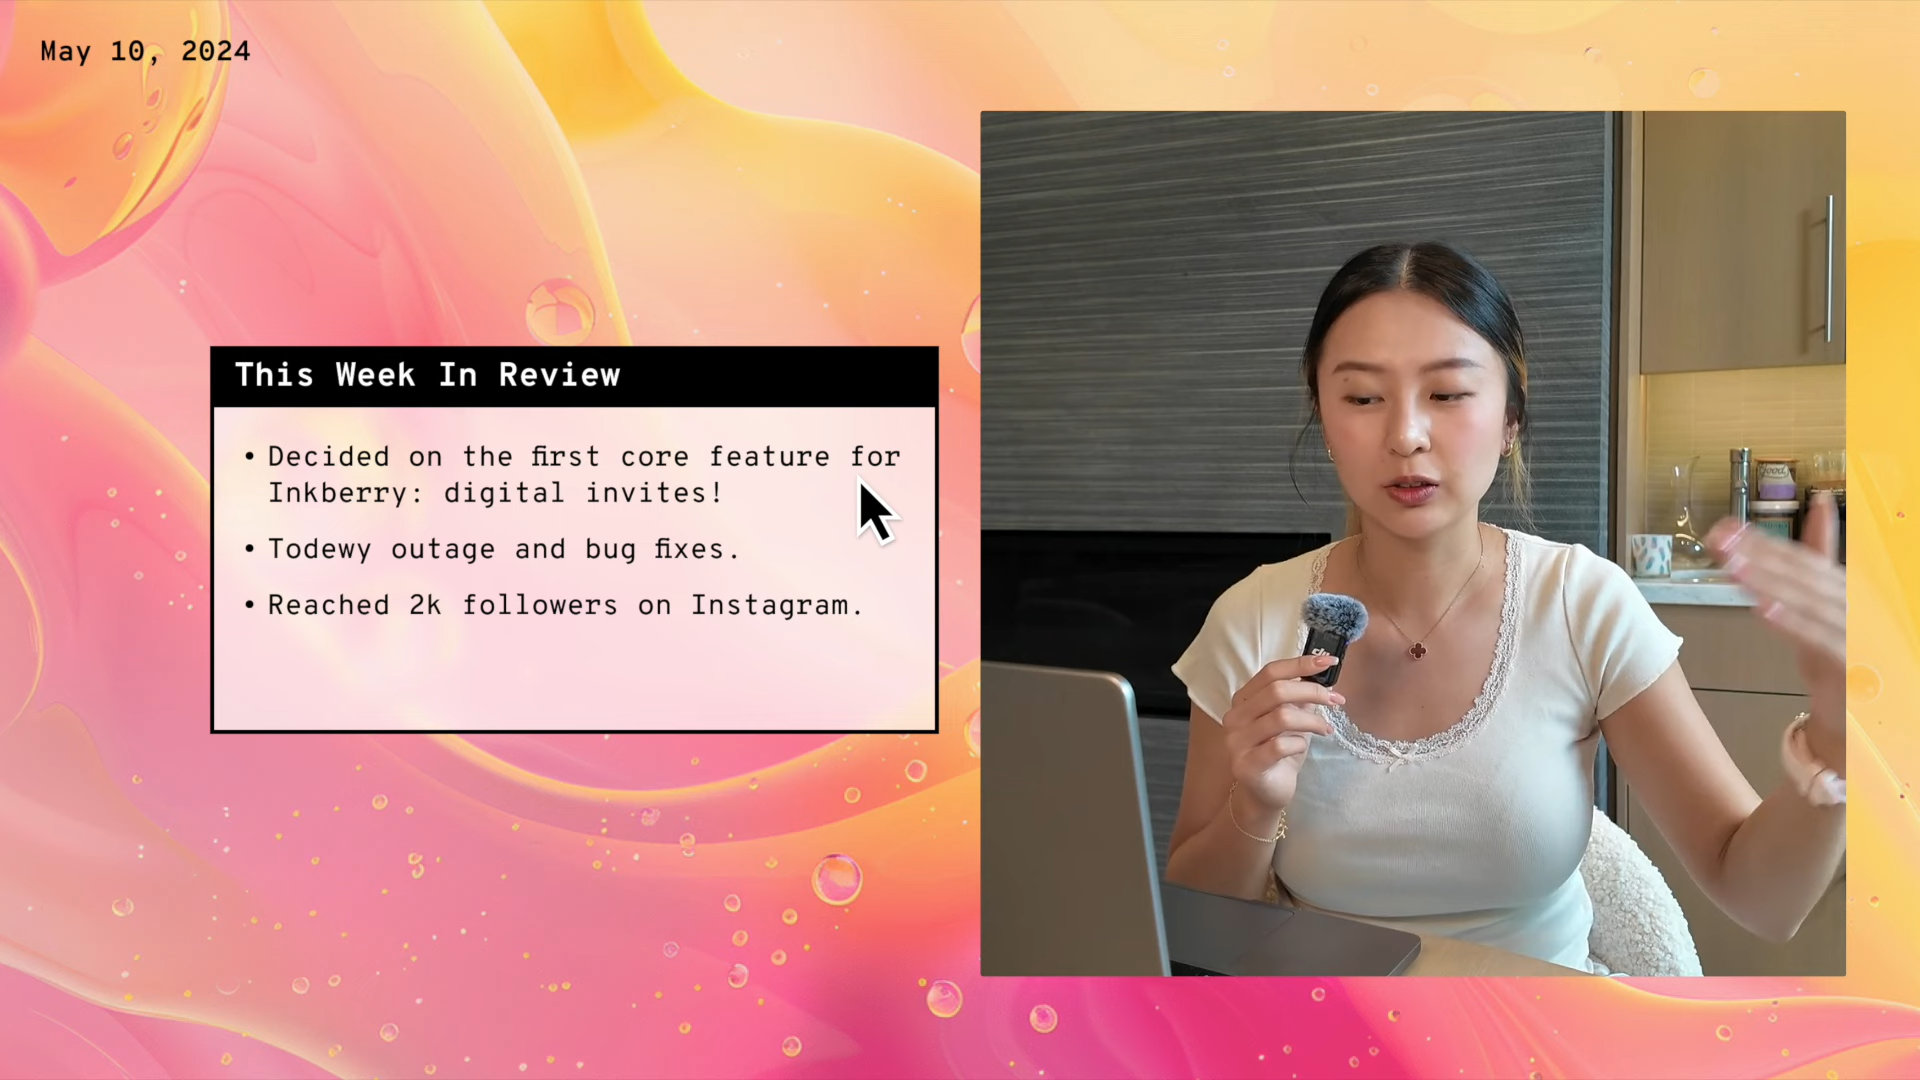 May 10, 2024
This Week In Review
• Decided on the first core feature for
Inkberry: digital invites!
• Todewy outage and bug fixes.
• Reached 2k followers on Instagram.
good.